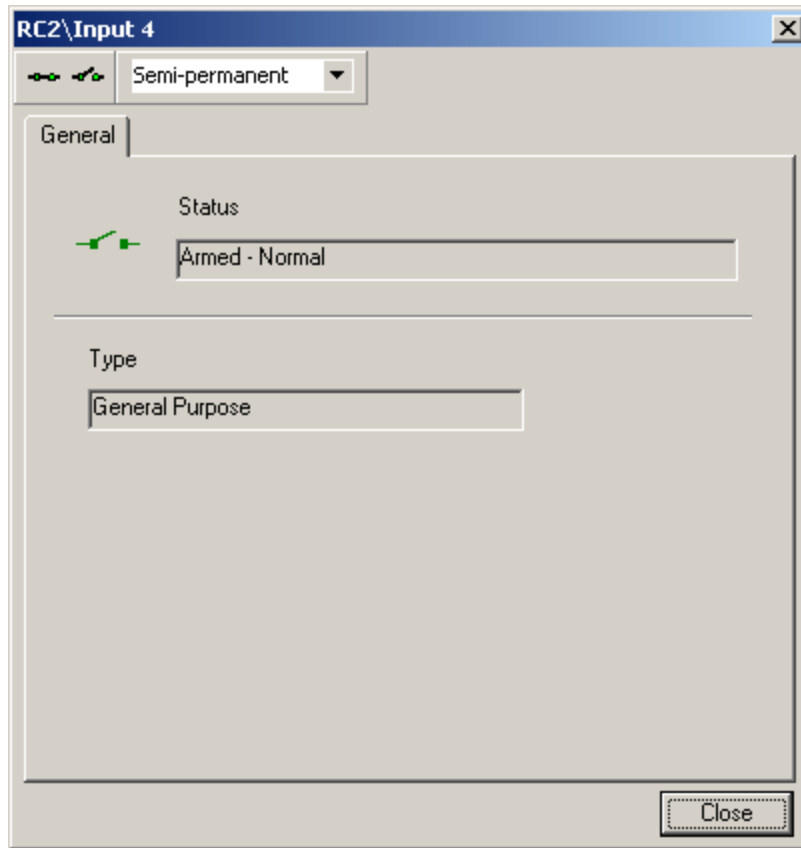 RC2\Input 4
Semi-permanent
General
Status
Armed - Normal
Type
General Purpose
Close